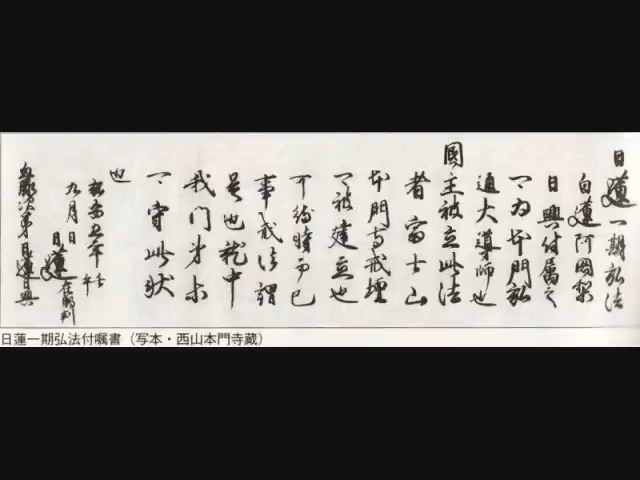 日蓮一期弘法
白蓮阿闍梨
日興付属之
可為本門弘
通大導師也
國主被立此法
者富士山
本門寺戒壇
可被建立也
可待時而已
事戒法謂
是也就中
我門弟等
可守此状
也
弘安五年壬午
九月日
日蓮在御判
血脈次第日蓮日興
日蓮一期弘法付嘱書（写本・西山本門寺蔵）